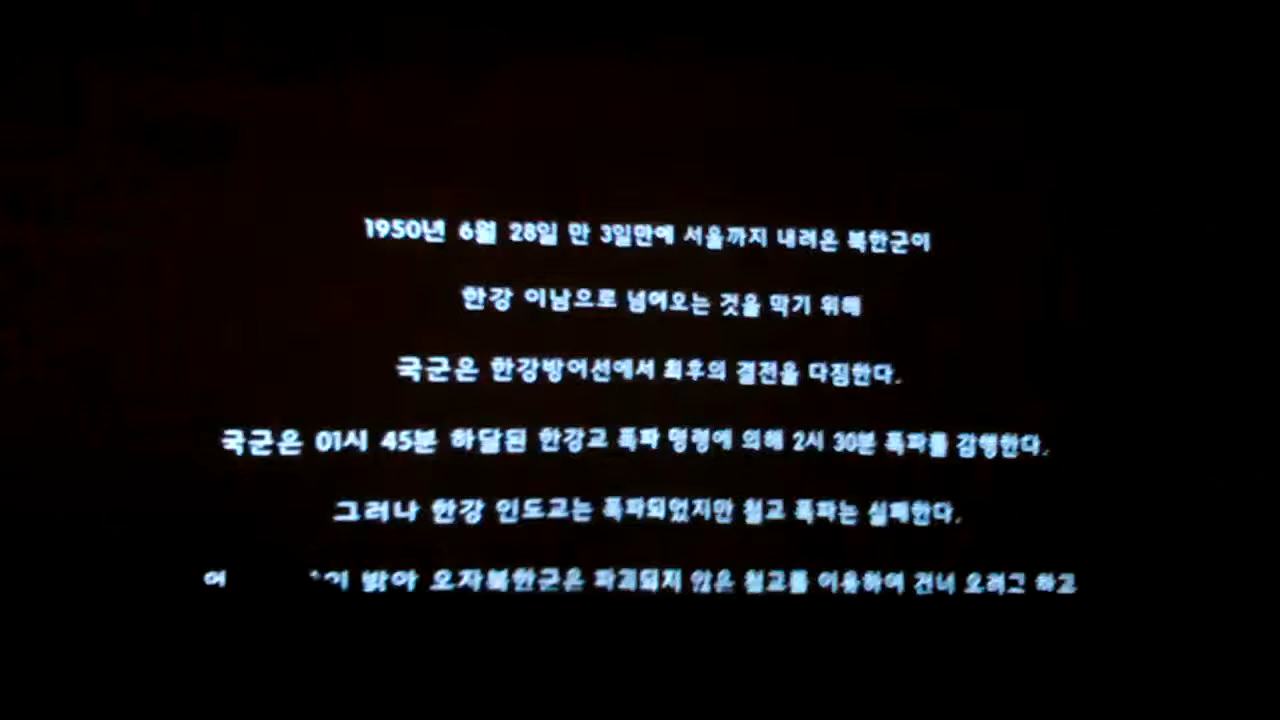 1950년 6월 28일 만 3일만에 서울까지 내려온 북한군이
한강 이남으로 넘어오는 것을 막기 위해
국군은 한강방어선에서 최후의 결전을 다짐한다.
국군은 01시 45분 하달된 한강교 폭파 명령에 의해 2시 30분 폭파를 감행한다.
그러나 한강 인도교는 폭파되었지만 철교 폭파는 실패한다.
밝아 오자북한군은 파괴되지 않은 철교를 이용하여 건너 오려고 하고